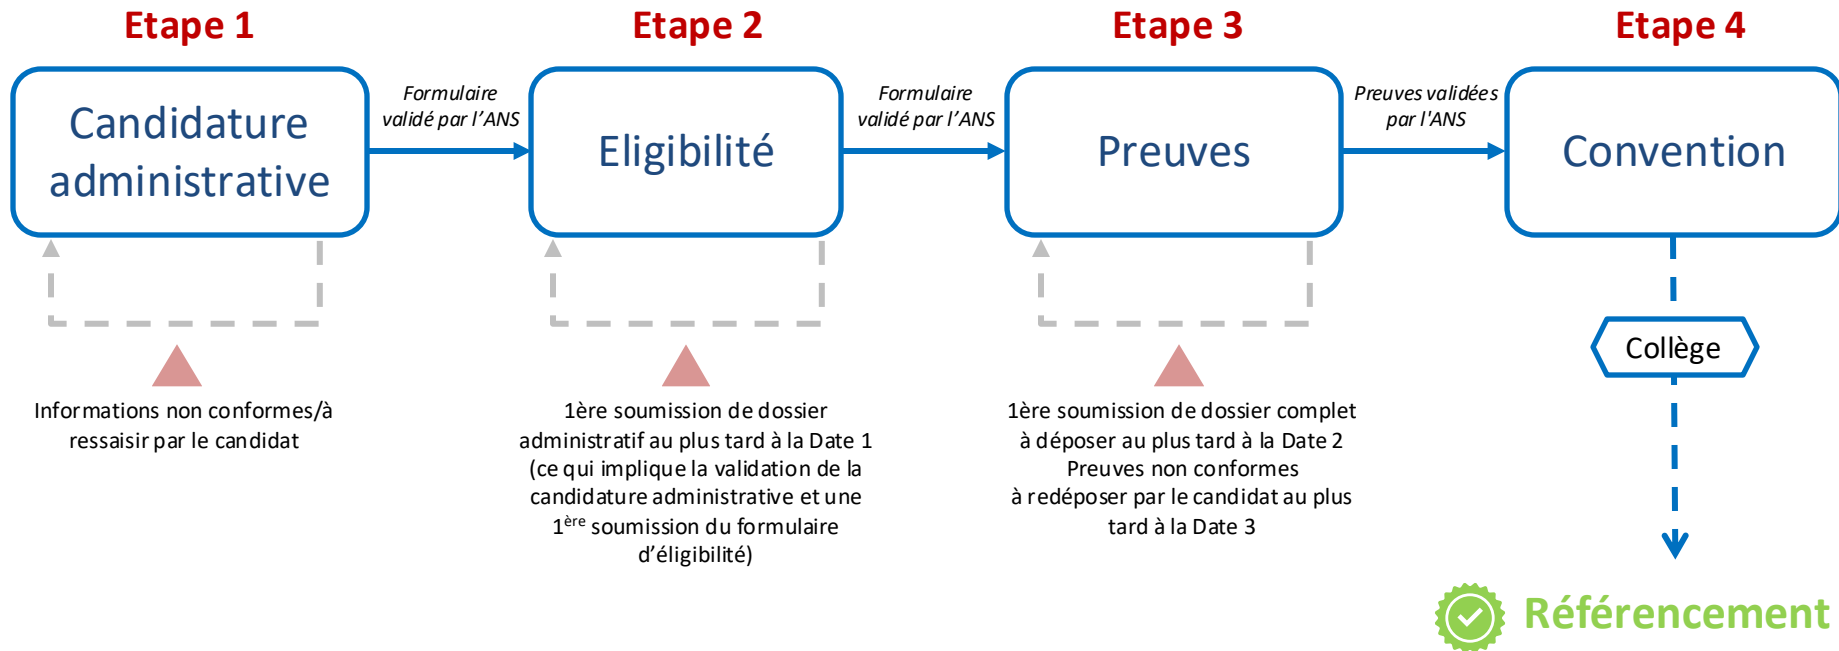 Etape 1
Etape 2
Etape 3
Etape 4
Candidature
administrative
Formulaire
validé par l’ANS
Eligibilité
Formulaire
validé par l’ANS
Preuves
Preuves validées
par l'ANS
Convention
Informations non conformes/à
ressaisir par le candidat
1ère soumission de dossier
administratif au plus tard à la Date 1
(ce qui implique la validation de la
candidature administrative et une
1ère soumission du formulaire
d’éligibilité)
1ère soumission de dossier complet
à déposer au plus tard à la Date 2
Preuves non conformes
à redéposer par le candidat au plus
tard à la Date 3
Collège
Référencement